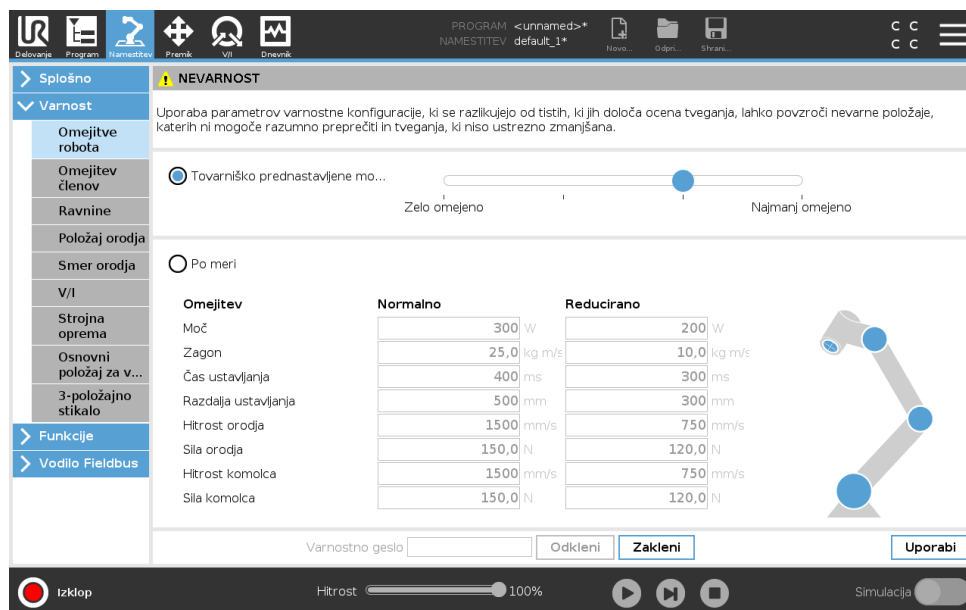 PROGRAM <unnamed>*
NAMESTITEV default_1*
Delovanje Program Namestitev Premik V/I Dnevnik Novo... Odpri... Shrani...
C C
C C
Splošno
Varnost
Omejitve
robota
Omejitev
členov
Ravnine
Položaj orodja
Smer orodja
V/I
Strojna
oprema
Osnovni
položaj za v...
3-položajno
stikalo
Funkcije
Vodilo Fieldbus
NEVARNOST
Uporaba parametrov varnostne konfiguracije, ki se razlikujejo od tistih, ki jih določa ocena tveganja, lahko povzroči nevarne položaje,
katerih ni mogoče razumno preprečiti in tveganja, ki niso ustrezno zmanjšana.
Tovarniško prednastavljene mo...
Zelo omejeno Najmanj omejeno
Po meri
Omejitev Normalno Reducirano
Moč 300 W 200 W
Zagon 25,0 kg m/s 10,0 kg m/s
Čas ustavljanja 400 ms 300 ms
Razdalja ustavljanja 500 mm 300 mm
Hitrost orodja 1500 mm/s 750 mm/s
Sila orodja 150,0 N 120,0 N
Hitrost komolca 1500 mm/s 750 mm/s
Sila komolca 150,0 N 120,0 N
Varnostno geslo Odkleni Zakleni Uporabi
Izklop Hitrost 100% Simulacija